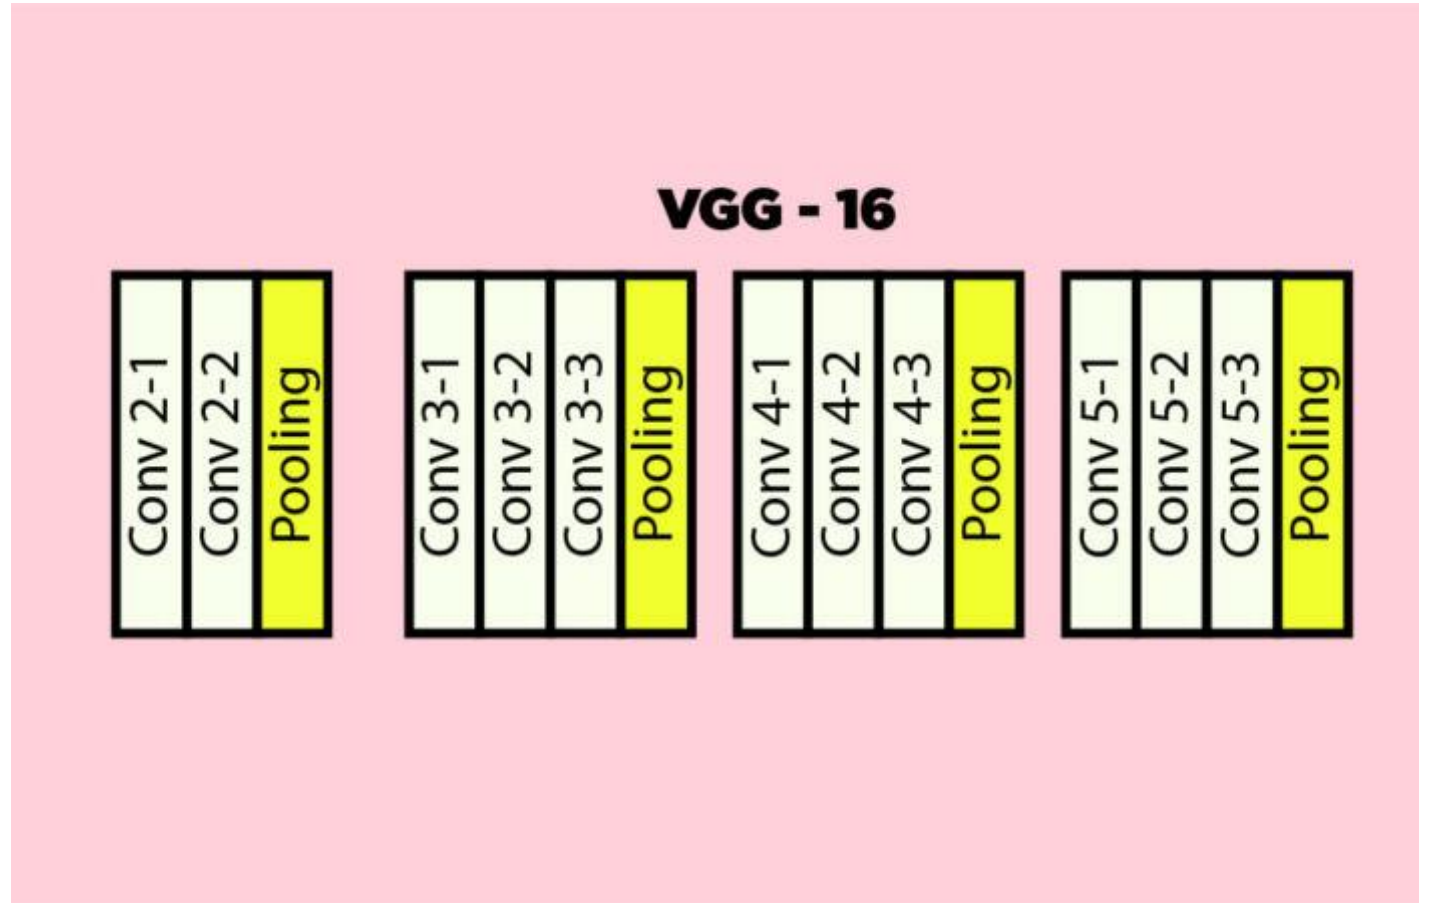 VGG - 16
Conv 2-1
Conv 2-2
Pooling
Conv 3-1
Conv 3-2
Conv 3-3
Pooling
Conv 4-1
Conv 4-2
Conv 4-3
Pooling
Conv 5-1
Conv 5-2
Conv 5-3
Pooling